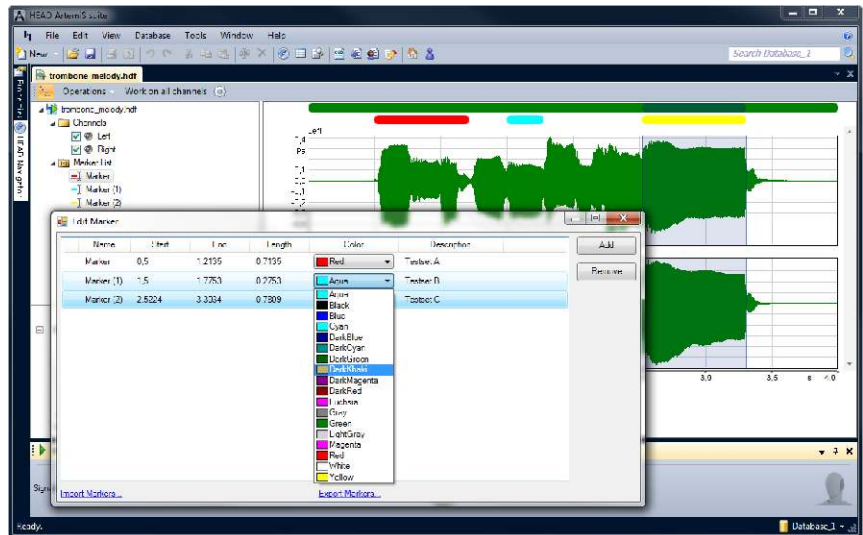 HEAD ArtemiS suite
File Edit View Database Tools Window Help
New
Search Database_1
trombone_melody.hdf
Operations Work on all channels
trombone_melody.hdf
Channels
Left
Right
Marker List
Marker
Marker (1)
Marker (2)
HEAD Navigator
Left
Pa
3,0 3,5 s 4,0
Edit Marker
Name Start End Length Color Description
Marker 0,5 1.2135 0.7135 Red Testset A
Marker (1) 1,5 1.7753 0.2753 Aqua Testset B
Marker (2) 2.5224 Testset C
Add
Remove
Aqua
Black
Blue
Cyan
DarkBlue
DarkCyan
DarkGreen
DarkKhaki
DarkMagenta
DarkRed
Fuchsia
Gray
Green
LightGray
Magenta
Red
White
Yellow
Import Markers...
Export Markers...
Ready.
Database_1